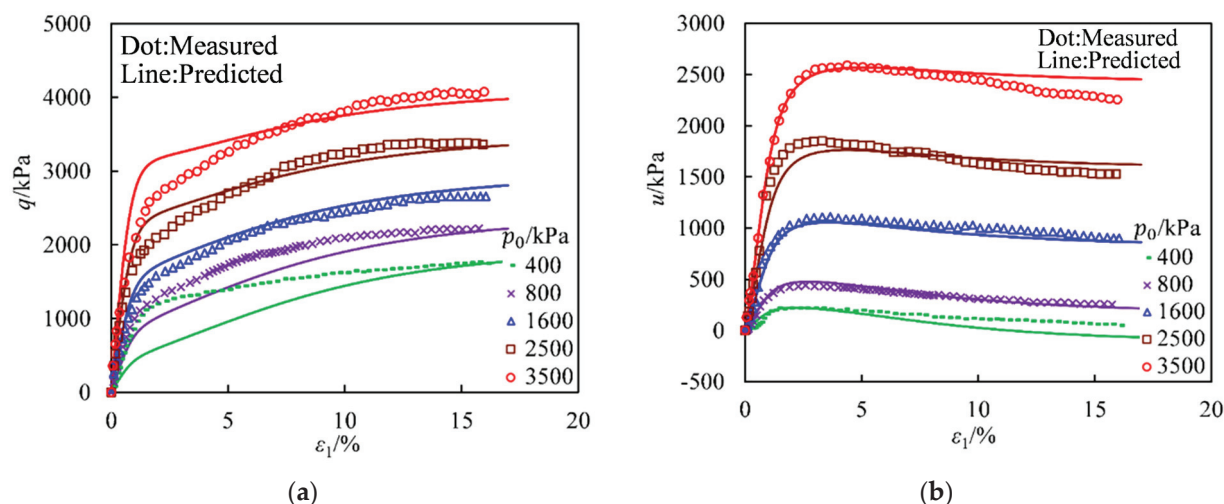 5000
4000
3000
2000
1000
0
q/kPa
Dot:Measured
Line:Predicted
p₀/kPa
400
800
1600
2500
3500
0 5 10 15 20
ε₁/%
(a)
3000
2500
2000
1500
1000
500
0
-500
u/kPa
Dot:Measured
Line:Predicted
p₀/kPa
400
800
1600
2500
3500
0 5 10 15 20
ε₁/%
(b)